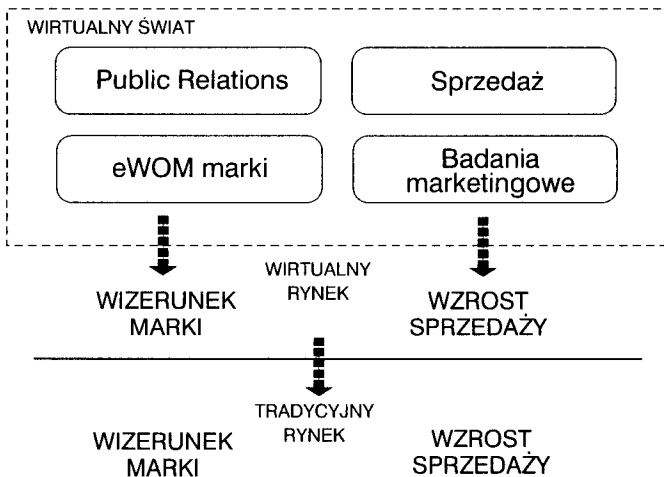 WIRTUALNY ŚWIAT
Public Relations
Sprzedaż
eWOM marki
Badania
marketingowe
WIRTUALNY
RYNEK
WIZERUNEK
MARKI
WZROST
SPRZEDAŻY
TRADYCYJNY
RYNEK
WIZERUNEK
MARKI
WZROST
SPRZEDAŻY